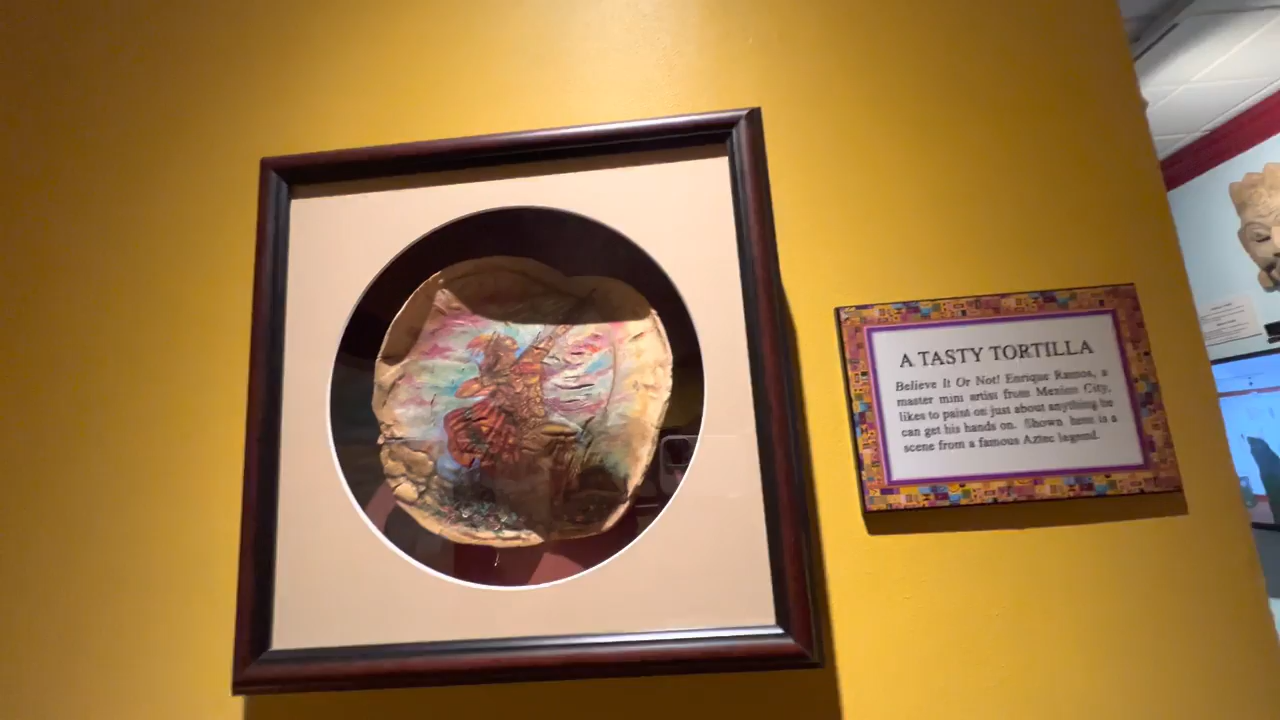 A TASTY TORTILLA
Believe It Or Not! Enrique Ramos, a
master mini artist from Mexico City,
likes to paint on just about anything he
can get his hands on. Shown here is a
scene from a famous Aztec legend.